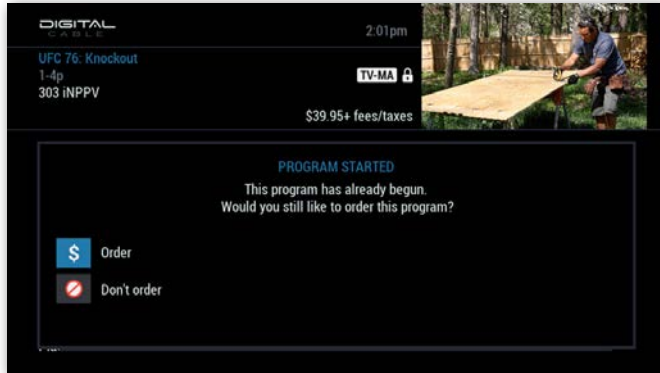 DIGITAL
CABLE
2:01pm
UFC 76: Knockout
1-4p
TV-MA
303 iNPPV
$39.95+ fees/taxes
PROGRAM STARTED
This program has already begun.
Would you still like to order this program?
$ Order
Don't order